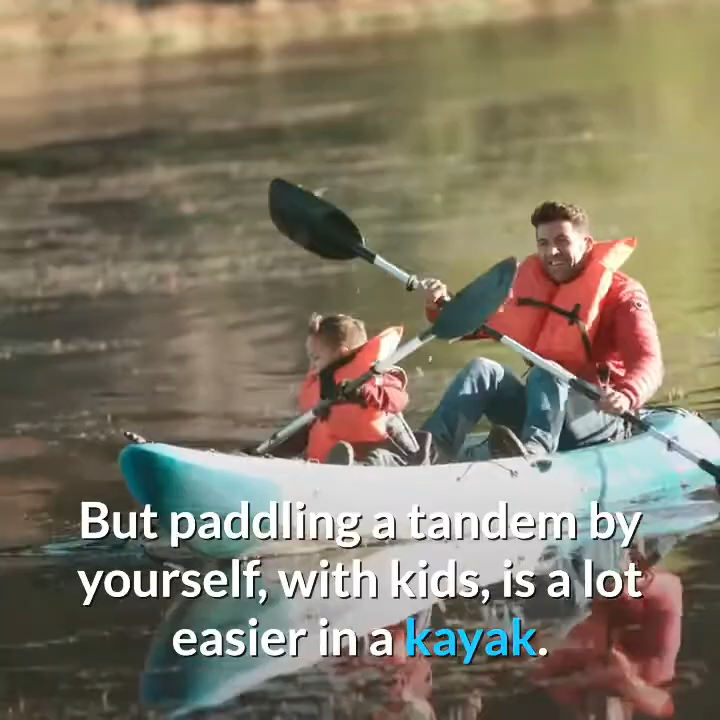 But paddling a tandem by
yourself, with kids, is a lot
easier in a kayak.